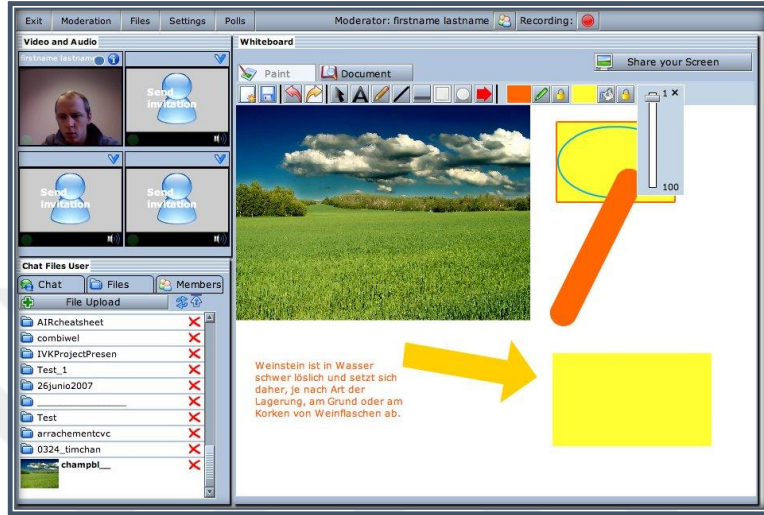 Exit Moderation Files Settings Polls Moderator: firstname lastname Recording:
Video and Audio
firstname lastname
Send
invitation
Send
invitation
Send
invitation
Chat Files User
Chat Files Members
File Upload
AIRcheatsheet
combiwel
IVKProjectPresen
Test_1
26junio2007
__________________
Test
arrachementcvc
0324_timchan
champbl__
Whiteboard
Share your Screen
Paint Document
A
1 ×
100
Weinstein ist in Wasser
schwer löslich und setzt sich
daher, je nach Art der
Lagerung, am Grund oder am
Korken von Weinflaschen ab.